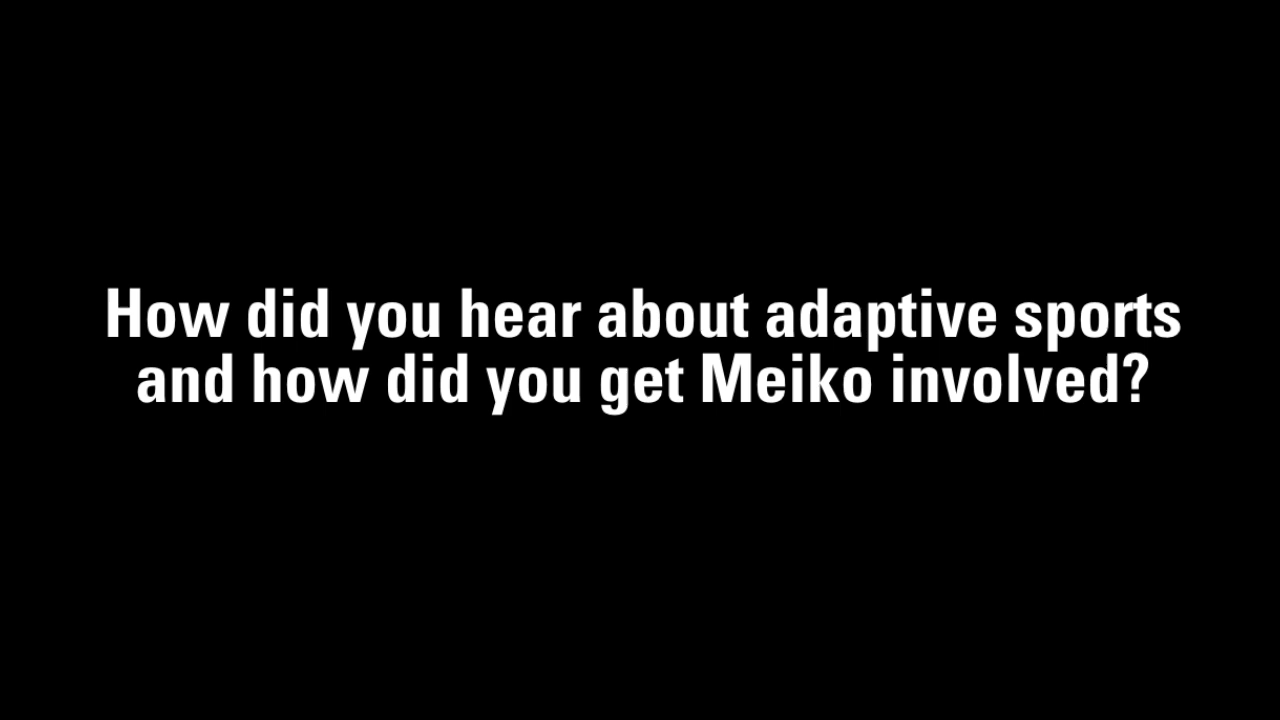 How did you hear about adaptive sports
and how did you get Meiko involved?